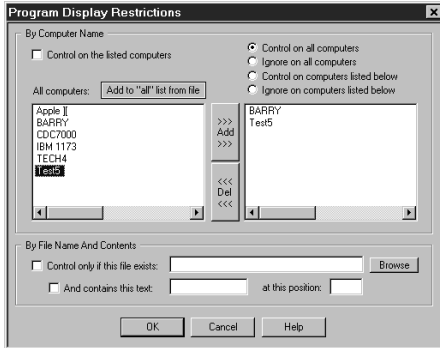 Program Display Restrictions
By Computer Name
Control on the listed computers
Control on all computers
Ignore on all computers
Control on computers listed below
Ignore on computers listed below
All computers:
Add to "all" list from file
Apple ][
BARRY
CDC7000
IBM 1173
TECH4
Test5
>>>
Add
>>>
<<<
Del
<<<
BARRY
Test5
By File Name And Contents
Control only if this file exists:
Browse
And contains this text:
at this position:
OK
Cancel
Help